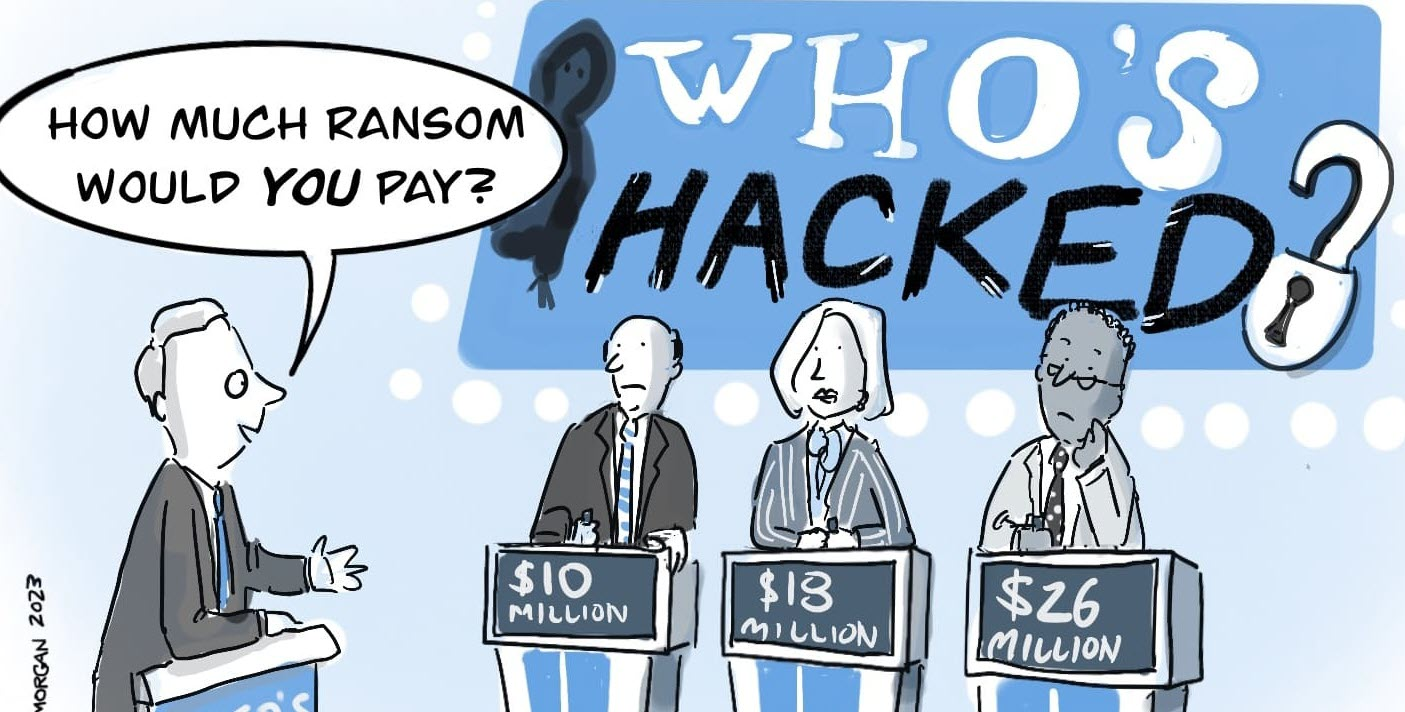 HOW MUCH RANSOM
WOULD YOU PAY?
WHO'S
HACKED?
$10
MILLION
$18
MILLION
$26
MILLION
MORGAN 2023